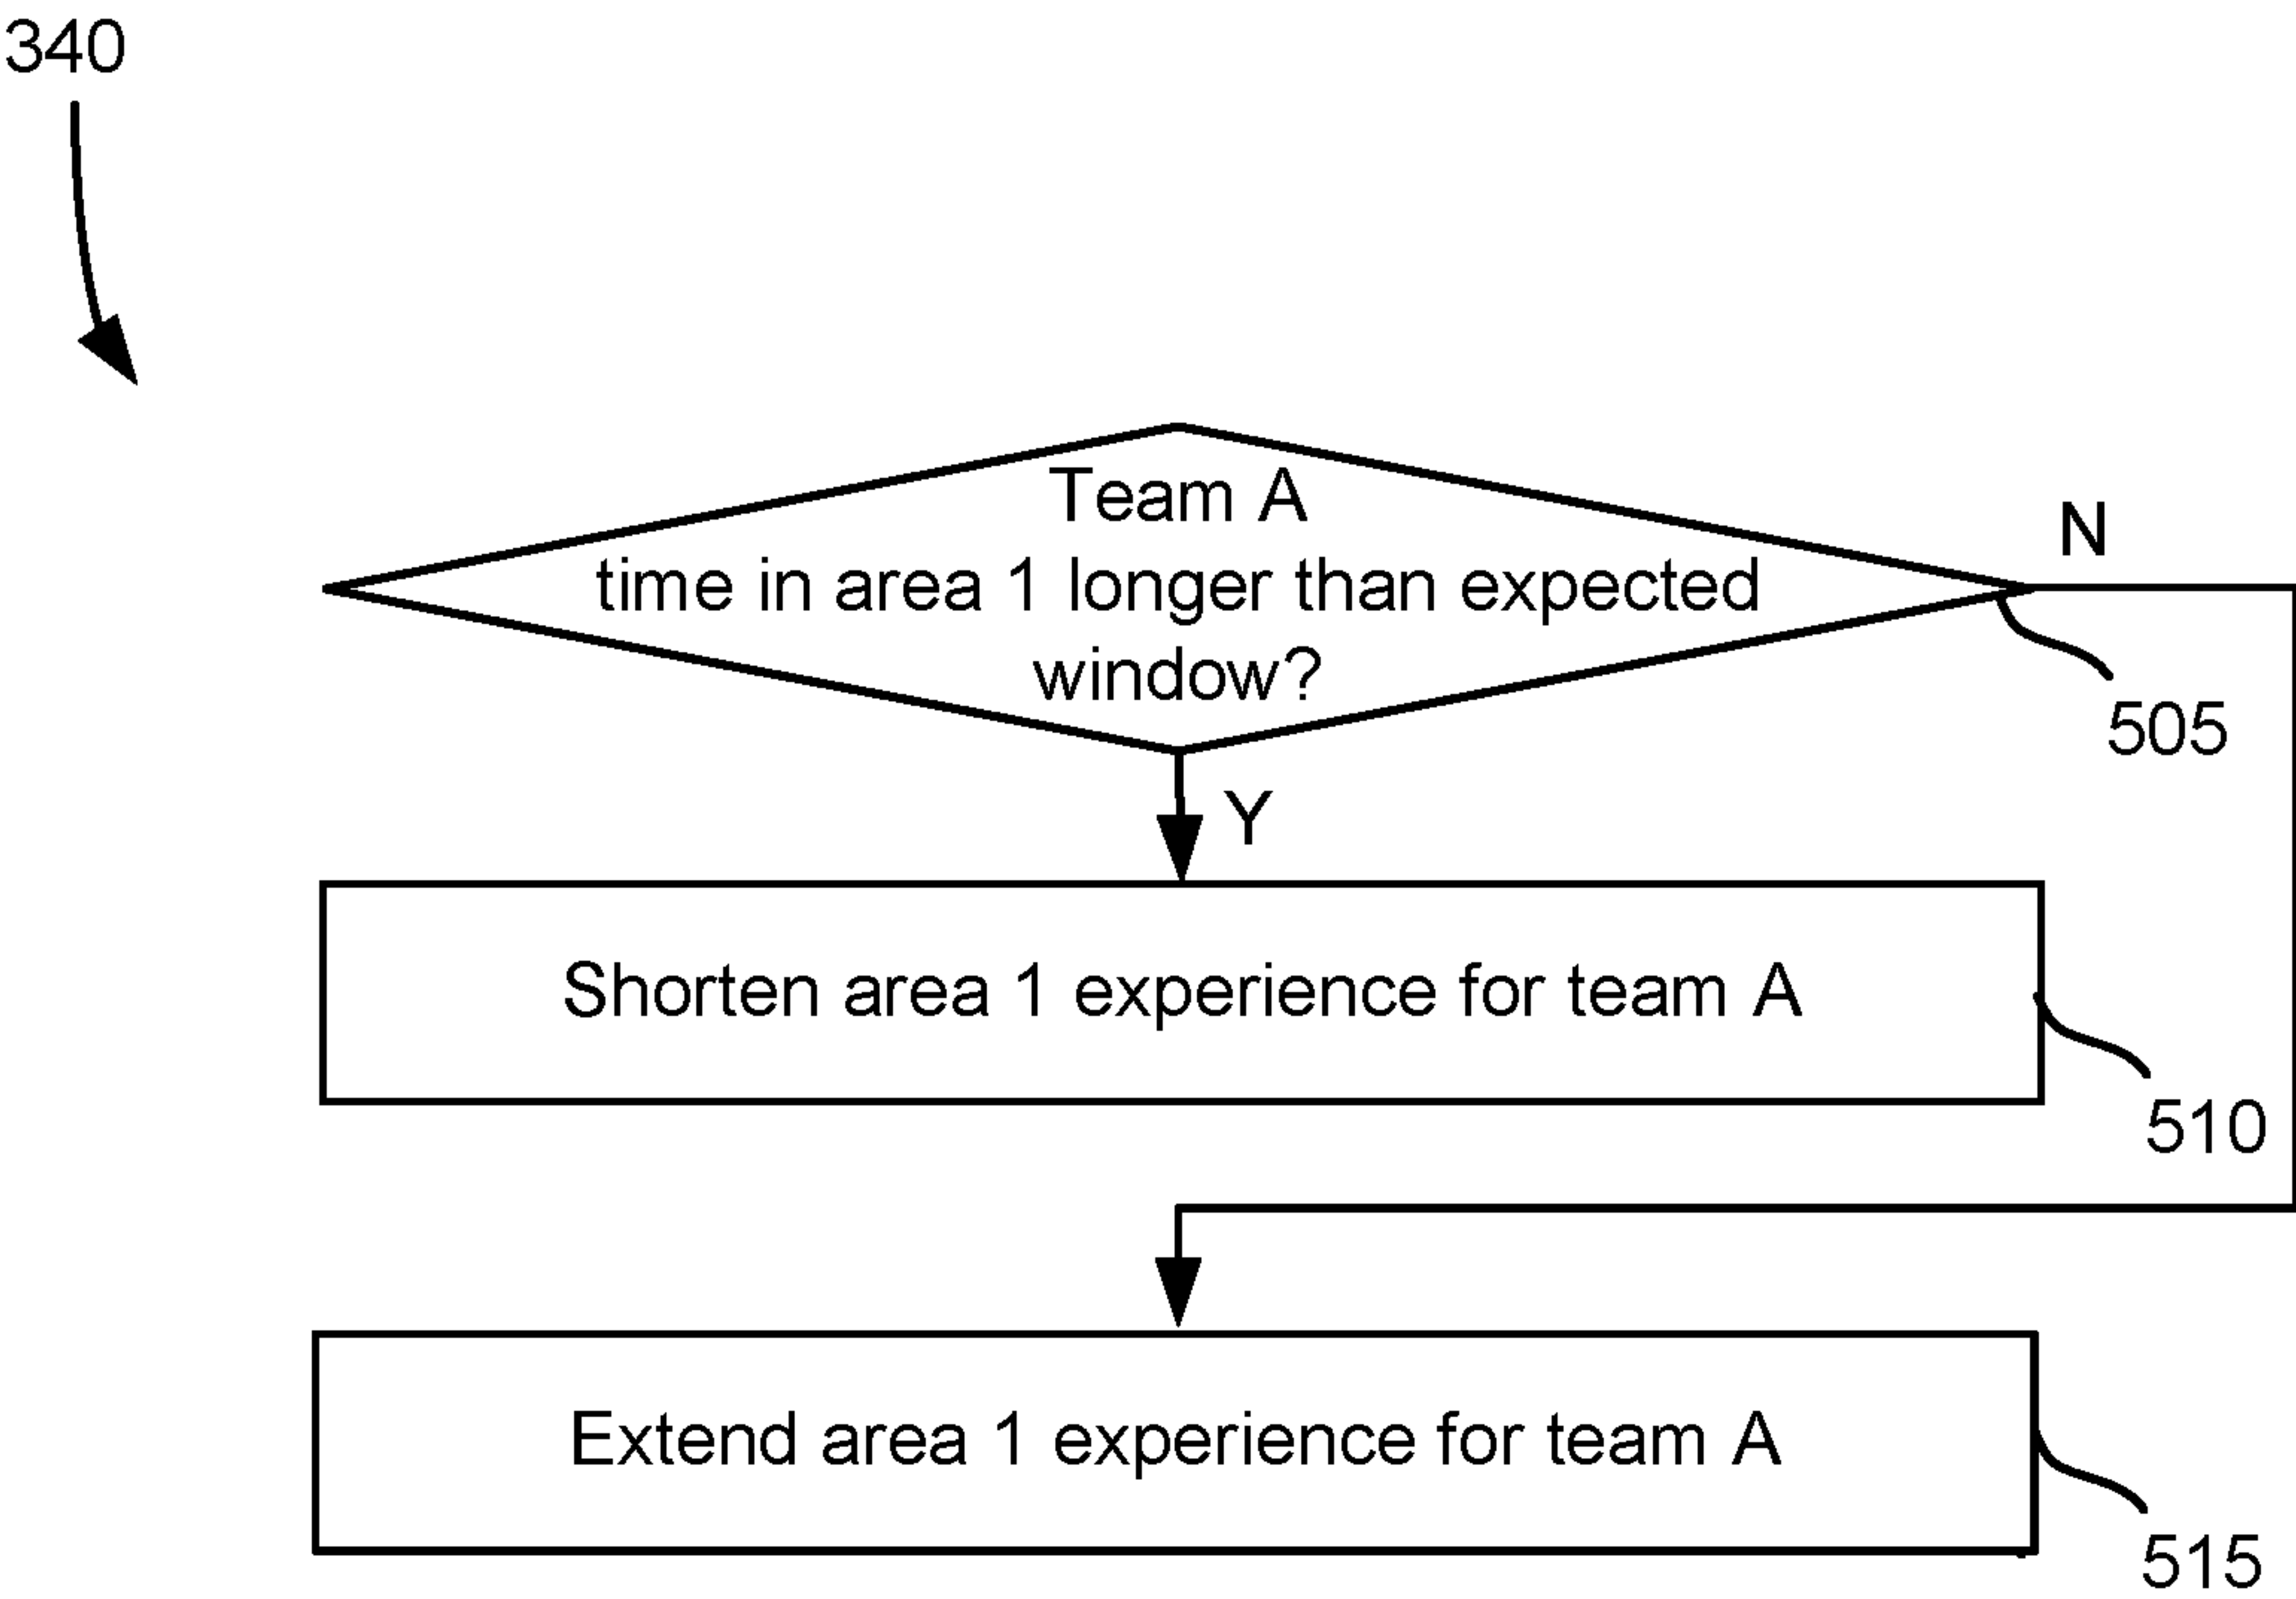 340
Team A
time in area 1 longer than expected
window?
N
505
Y
Shorten area 1 experience for team A
510
Extend area 1 experience for team A
515